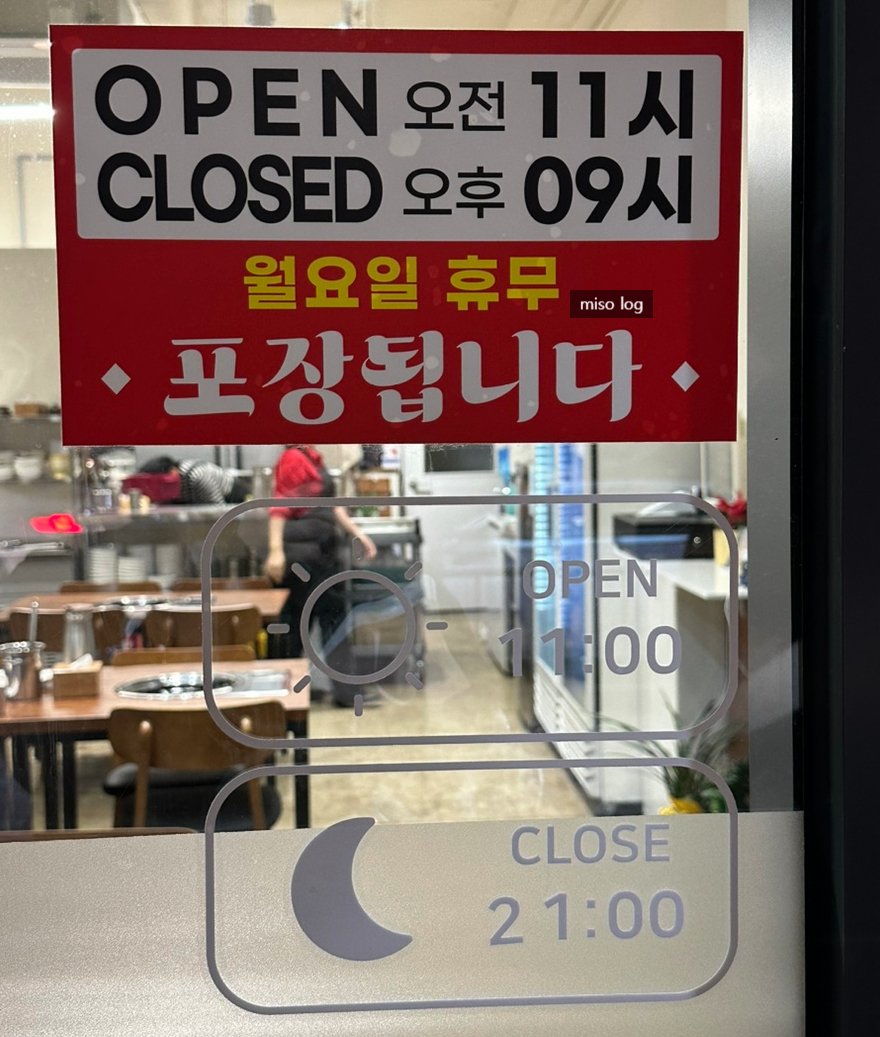 OPEN 오전 11시
CLOSED 오후 09시
월요일 휴무
miso log
포장됩니다
OPEN
11:00
CLOSE
21:00